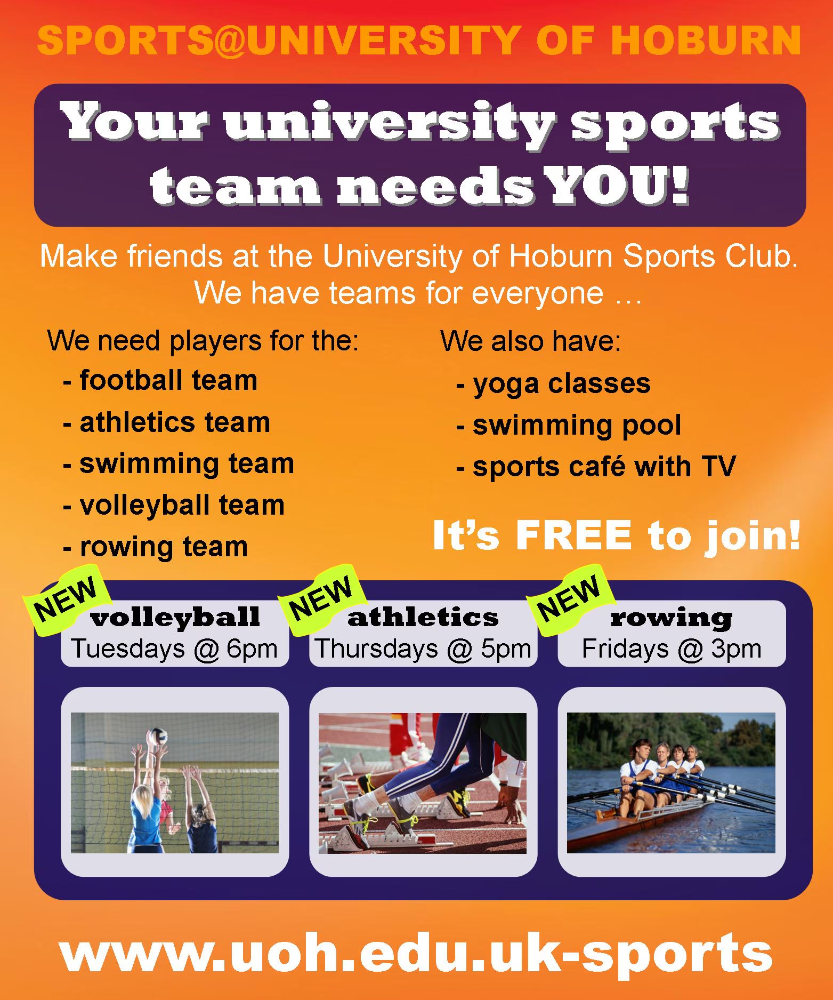 SPORTS@UNIVERSITY OF HOBURN
Your university sports
team needs YOU!
Make friends at the University of Hoburn Sports Club.
We have teams for everyone …
We need players for the:
- football team
- athletics team
- swimming team
- volleyball team
- rowing team
We also have:
- yoga classes
- swimming pool
- sports café with TV
It’s FREE to join!
NEW
volleyball
Tuesdays @ 6pm
NEW
athletics
Thursdays @ 5pm
NEW
rowing
Fridays @ 3pm
www.uoh.edu.uk-sports